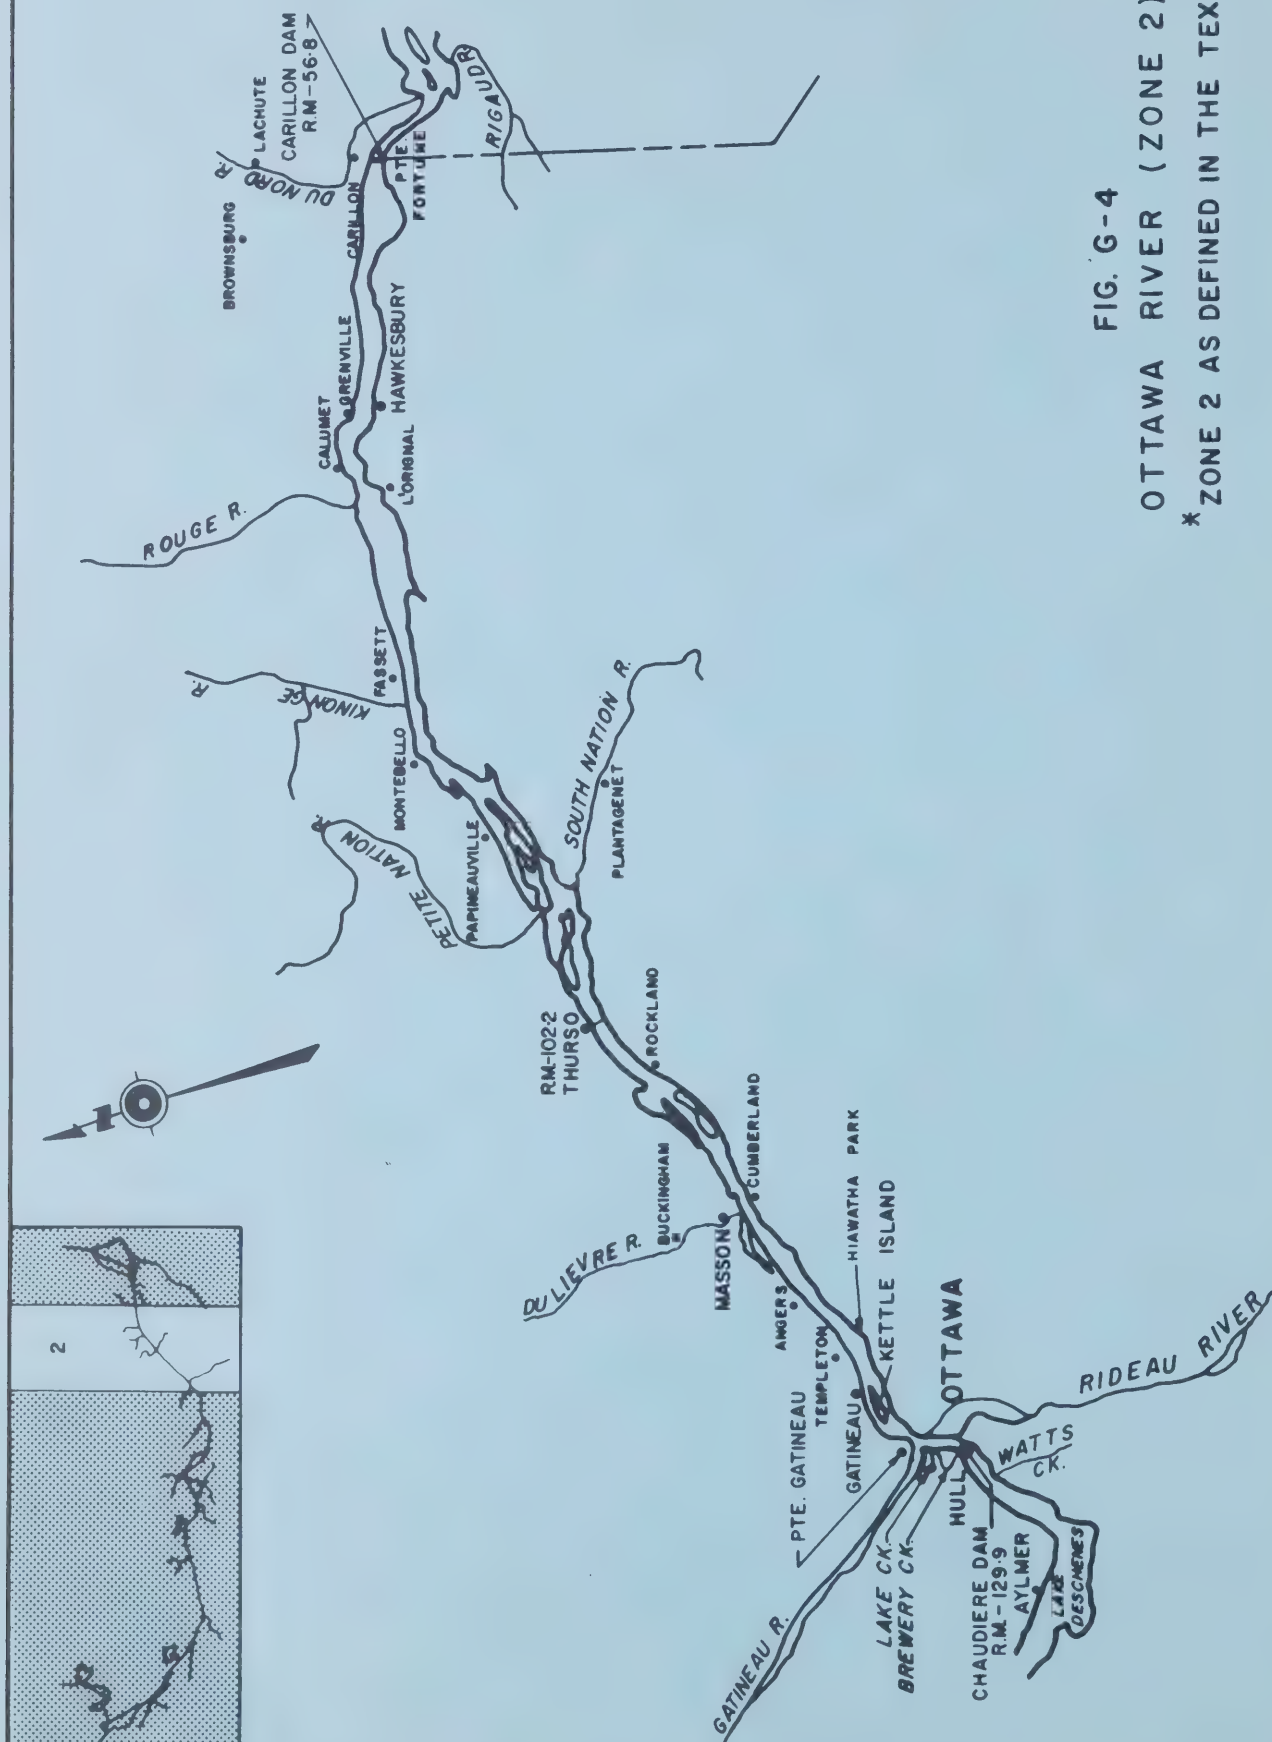 2
N
GATINEAU R.
PTE. GATINEAU
LAKE CK.
BREWERY CK.
HULL
CHAUDIERE DAM
R.M-129.9
AYLMER
LAKE
DESCHENES
WATTS
CK.
RIDEAU RIVER
OTTAWA
GATINEAU
TEMPLETON
KETTLE ISLAND
HIAWATHA PARK
ANGERS
MASSON
DU LIEVRE R.
BUCKINGHAM
CUMBERLAND
ROCKLAND
R.M-102.2
THURSO
PETITE NATION R.
PAPINEAUVILLE
PLANTAGENET
SOUTH NATION R.
MONTEBELLO
KINONGE R.
FASSETT
ROUGE R.
L'ORIGNAL
CALUMET
GRENVILLE
HAWKESBURY
BROWNSBURG
CARILLON
DU NORD R.
LACHUTE
CARILLON DAM
R.M-56.8
PTE.
FORTUNE
RIGAUD R.
FIG. G-4
OTTAWA RIVER (ZONE 2)
*ZONE 2 AS DEFINED IN THE TEX